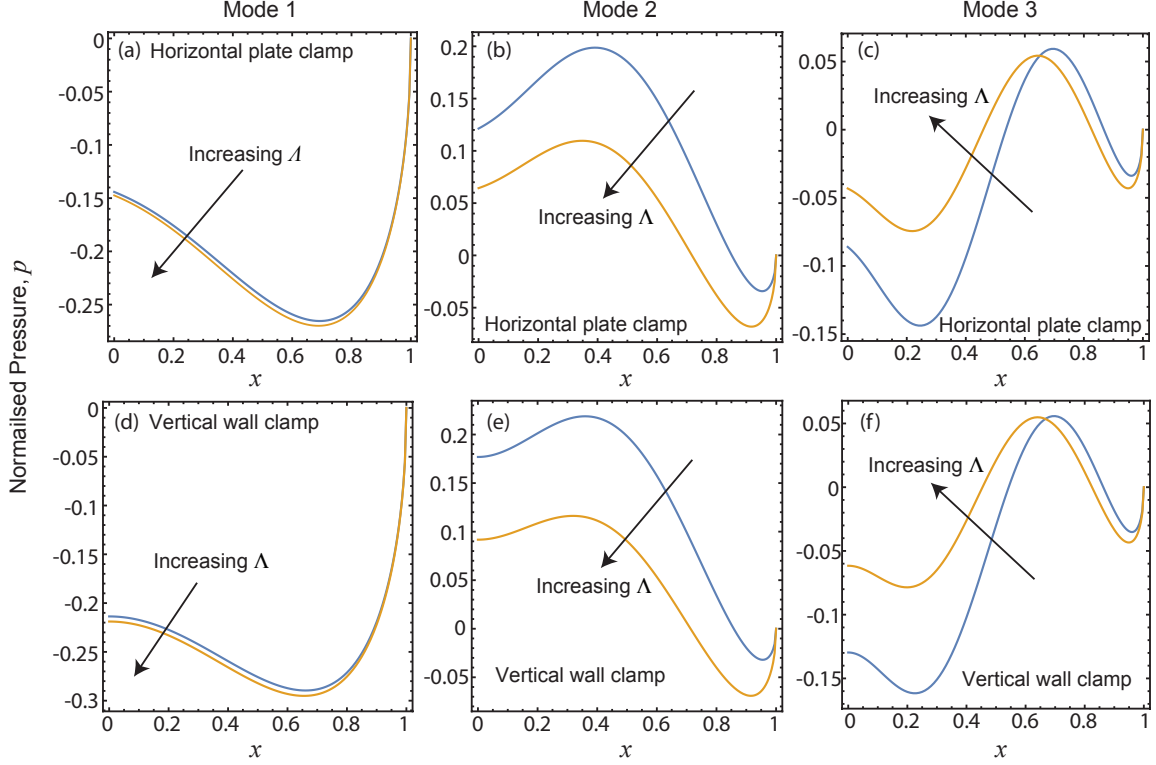 Mode 1
Mode 2
Mode 3
Normailsed Pressure, p
(a) Horizontal plate clamp
Increasing Λ
0
-0.05
-0.1
-0.15
-0.2
-0.25
0 0.2 0.4 0.6 0.8 1
x
(b)
Increasing Λ
Horizontal plate clamp
0.2
0.15
0.1
0.05
0
-0.05
0 0.2 0.4 0.6 0.8 1
x
(c)
Increasing Λ
Horizontal plate clamp
0.05
0
-0.05
-0.1
-0.15
0 0.2 0.4 0.6 0.8 1
x
(d) Vertical wall clamp
Increasing Λ
0
-0.05
-0.1
-0.15
-0.2
-0.25
-0.3
0 0.2 0.4 0.6 0.8 1
x
(e)
Increasing Λ
Vertical wall clamp
0.2
0.15
0.1
0.05
0
-0.05
0 0.2 0.4 0.6 0.8 1
x
(f)
Increasing Λ
Vertical wall clamp
0.05
0
-0.05
-0.1
-0.15
0 0.2 0.4 0.6 0.8 1
x